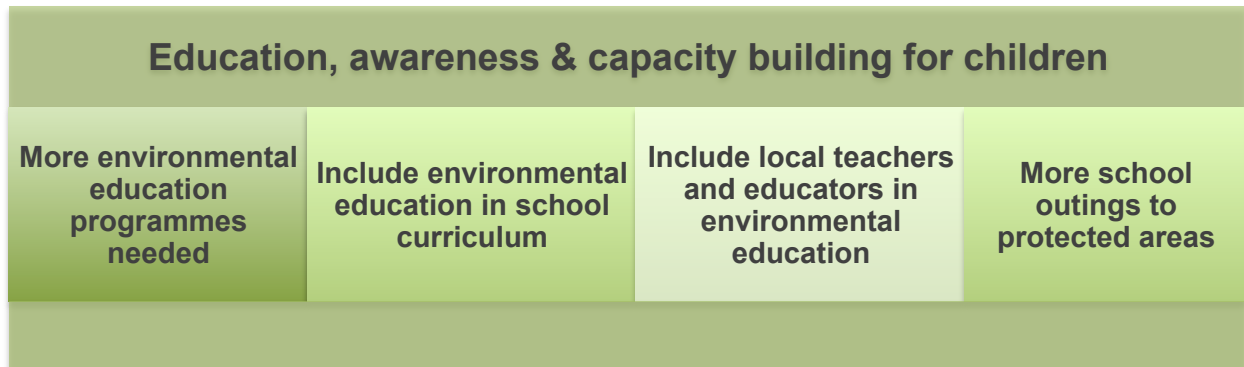 Education, awareness & capacity building for children
More environmental
education
programmes
needed
Include environmental
education in school
curriculum
Include local teachers
and educators in
environmental
education
More school
outings to
protected areas